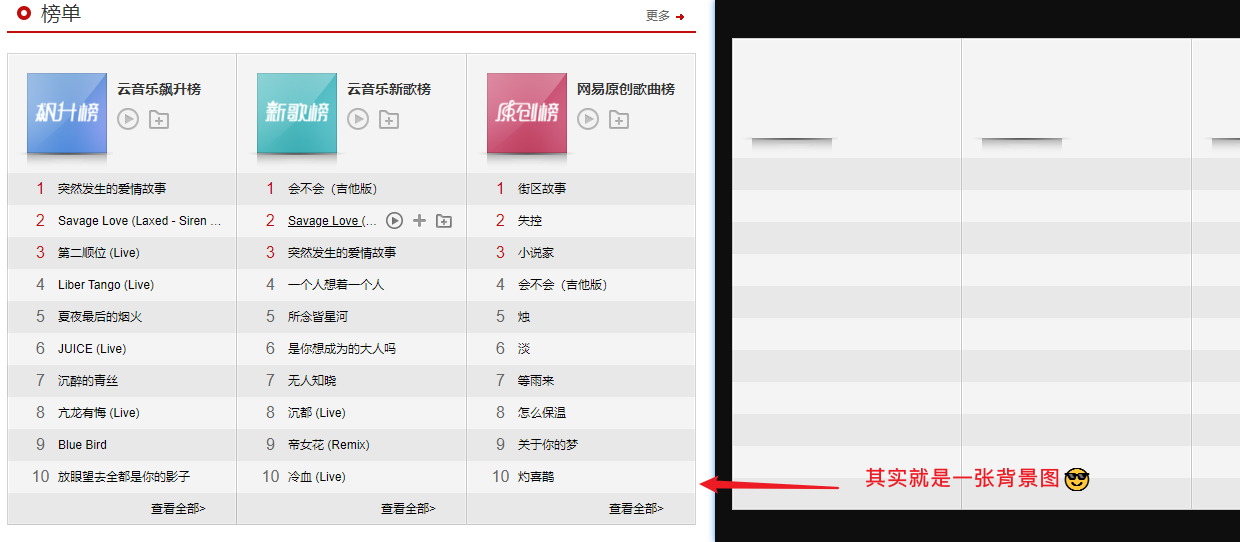 榜单
更多
飙升榜
云音乐飙升榜
1 突然发生的爱情故事
2 Savage Love (Laxed - Siren ...
3 第二顺位 (Live)
4 Liber Tango (Live)
5 夏夜最后的烟火
6 JUICE (Live)
7 沉醉的青丝
8 亢龙有悔 (Live)
9 Blue Bird
10 放眼望去全都是你的影子
查看全部>
新歌榜
云音乐新歌榜
1 会不会（吉他版）
2 Savage Love (...
3 突然发生的爱情故事
4 一个人想着一个人
5 所念皆星河
6 是你想成为的大人吗
7 无人知晓
8 沉都 (Live)
9 帝女花 (Remix)
10 冷血 (Live)
查看全部>
原创榜
网易原创歌曲榜
1 街区故事
2 失控
3 小说家
4 会不会（吉他版）
5 烛
6 淡
7 等雨来
8 怎么保温
9 关于你的梦
10 灼喜鹊
查看全部>
其实就是一张背景图😎